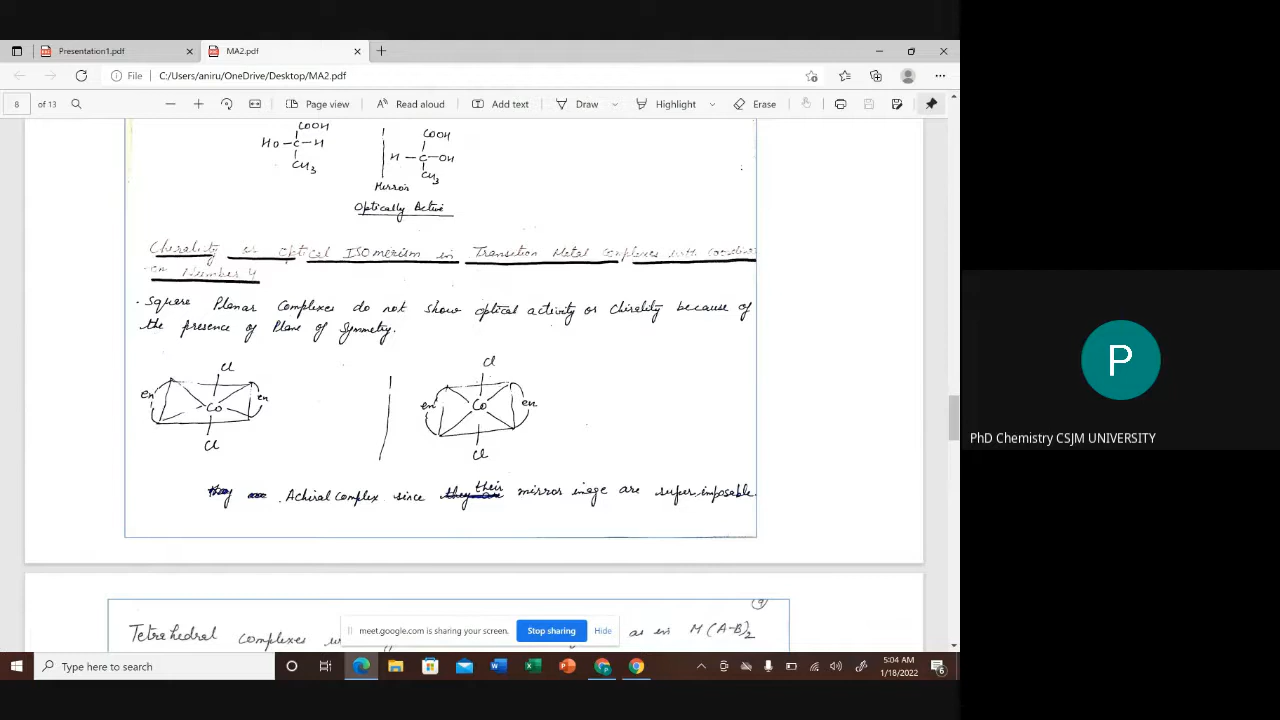 Presentation1.pdf
MA2.pdf
File
C:/Users/aniru/OneDrive/Desktop/MA2.pdf
8 of 13
Page view
Read aloud
Add text
Draw
Highlight
Erase
COOH
HO-C-H
CH3
COOH
H-C-OH
CH3
Mirror
Optically Active
Chirality or Optical ISOmerism in Transition Metal complexes with
Number 4
. Square Planar Complexes do not show optical activity or Chirality because of
the presence of Plane of Symmetry.
Cl
Cl
en
Co
en
en
Co
en
Cl
Cl
. Achiral complex since their mirror image are super imposable.
9
Tetrahedral complexes
as in M(A-B)2
meet.google.com is sharing your screen.
Stop sharing
Hide
P
PhD Chemistry CSJM UNIVERSITY
Type here to search
5:04 AM
1/18/2022
6